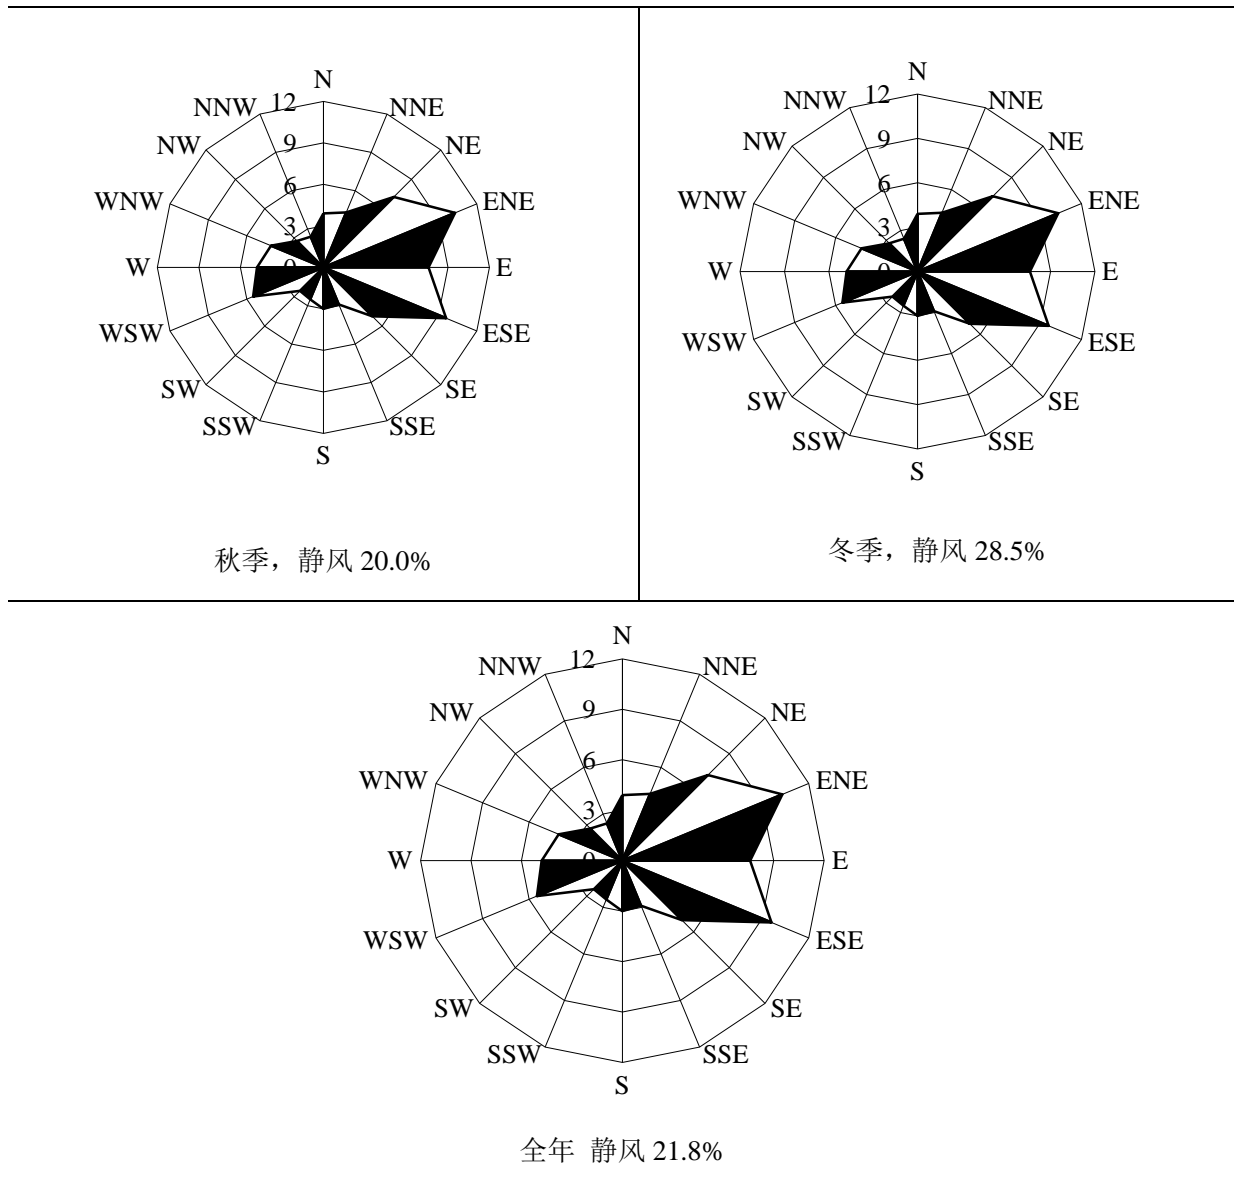 N
NNW 12 NNE
NW 9 NE
WNW 6 ENE
3
W 0 E
WSW ESE
SW SE
SSW SSE
S
秋季，静风 20.0%
N
NNW 12 NNE
NW 9 NE
WNW 6 ENE
3
W 0 E
WSW ESE
SW SE
SSW SSE
S
冬季，静风 28.5%
N
NNW 12 NNE
NW 9 NE
WNW 6 ENE
3
W 0 E
WSW ESE
SW SE
SSW SSE
S
全年 静风 21.8%